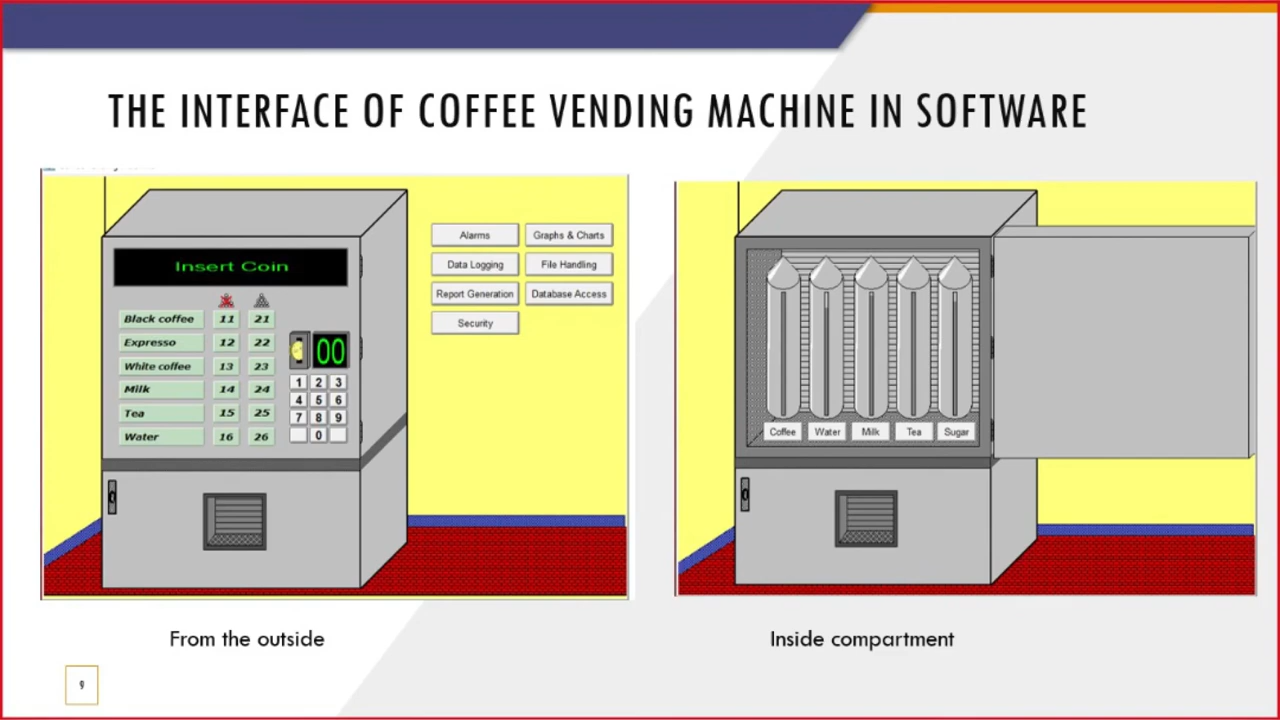 THE INTERFACE OF COFFEE VENDING MACHINE IN SOFTWARE
Insert Coin
Black coffee 11 21
Expresso 12 22
White coffee 13 23
Milk 14 24
Tea 15 25
Water 16 26
00
1 2 3
4 5 6
7 8 9
0
Alarms Graphs & Charts
Data Logging File Handling
Report Generation Database Access
Security
Coffee Water Milk Tea Sugar
From the outside
Inside compartment
9